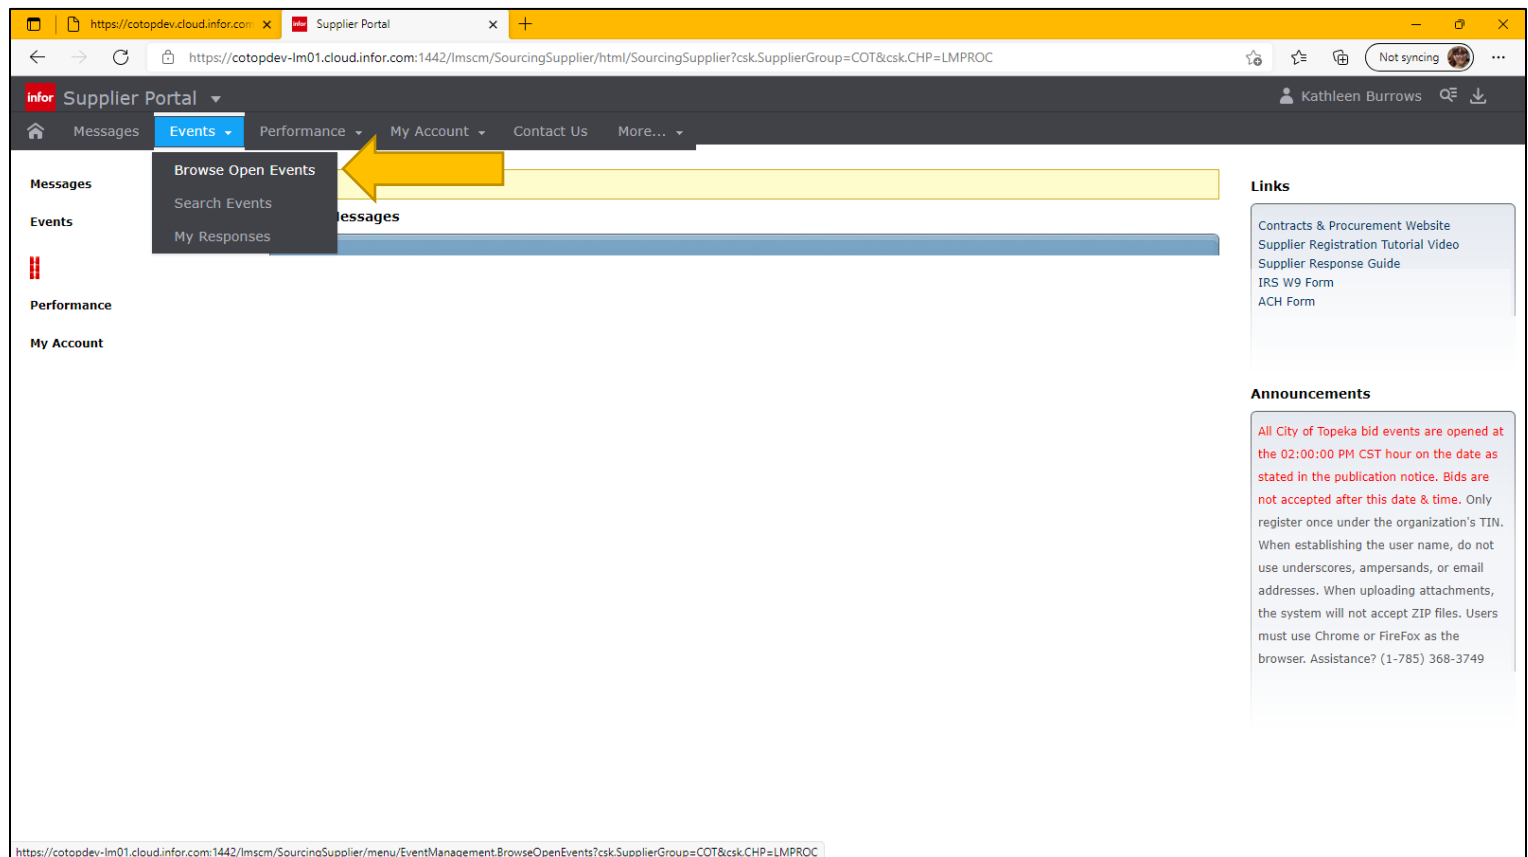 https://cotopdev.cloud.infor.com
infor Supplier Portal
https://cotopdev-lm01.cloud.infor.com:1442/lmscm/SourcingSupplier/html/SourcingSupplier?csk.SupplierGroup=COT&csk.CHP=LMPROC
Not syncing
infor Supplier Portal
Kathleen Burrows
Messages Events Performance My Account Contact Us More...
Browse Open Events
Search Events
My Responses
Messages
Events
Performance
My Account
Messages
Links
Contracts & Procurement Website
Supplier Registration Tutorial Video
Supplier Response Guide
IRS W9 Form
ACH Form
Announcements
All City of Topeka bid events are opened at
the 02:00:00 PM CST hour on the date as
stated in the publication notice. Bids are
not accepted after this date & time. Only
register once under the organization's TIN.
When establishing the user name, do not
use underscores, ampersands, or email
addresses. When uploading attachments,
the system will not accept ZIP files. Users
must use Chrome or FireFox as the
browser. Assistance? (1-785) 368-3749
https://cotopdev-lm01.cloud.infor.com:1442/lmscm/SourcingSupplier/menu/EventManagement.BrowseOpenEvents?csk.SupplierGroup=COT&csk.CHP=LMPROC